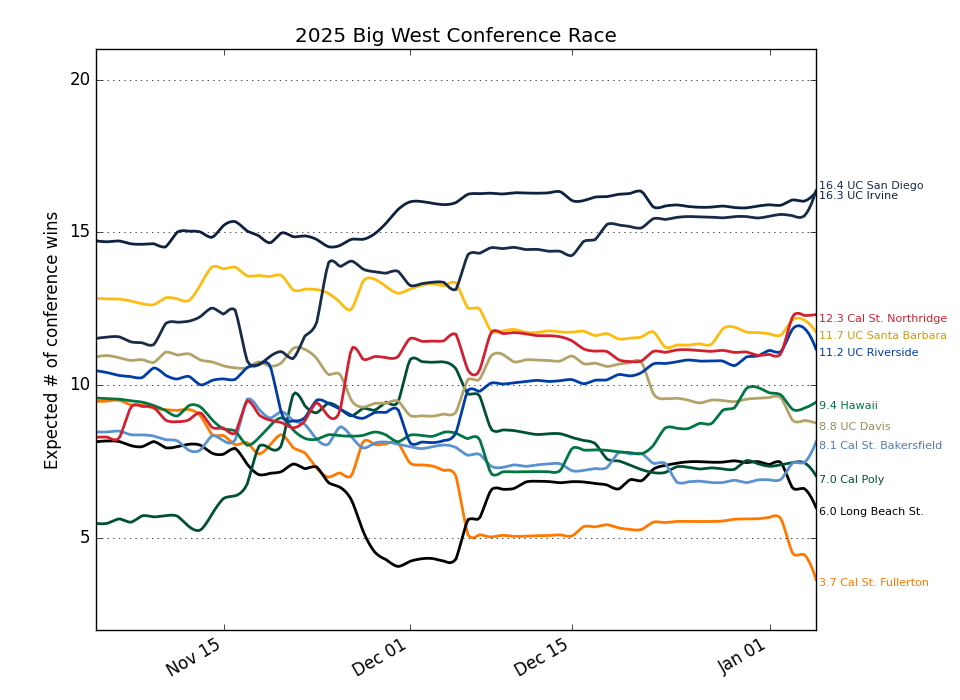 2025 Big West Conference Race
Expected # of conference wins
20
15
10
5
Nov 15
Dec 01
Dec 15
Jan 01
16.4 UC San Diego
16.3 UC Irvine
12.3 Cal St. Northridge
11.7 UC Santa Barbara
11.2 UC Riverside
9.4 Hawaii
8.8 UC Davis
8.1 Cal St. Bakersfield
7.0 Cal Poly
6.0 Long Beach St.
3.7 Cal St. Fullerton